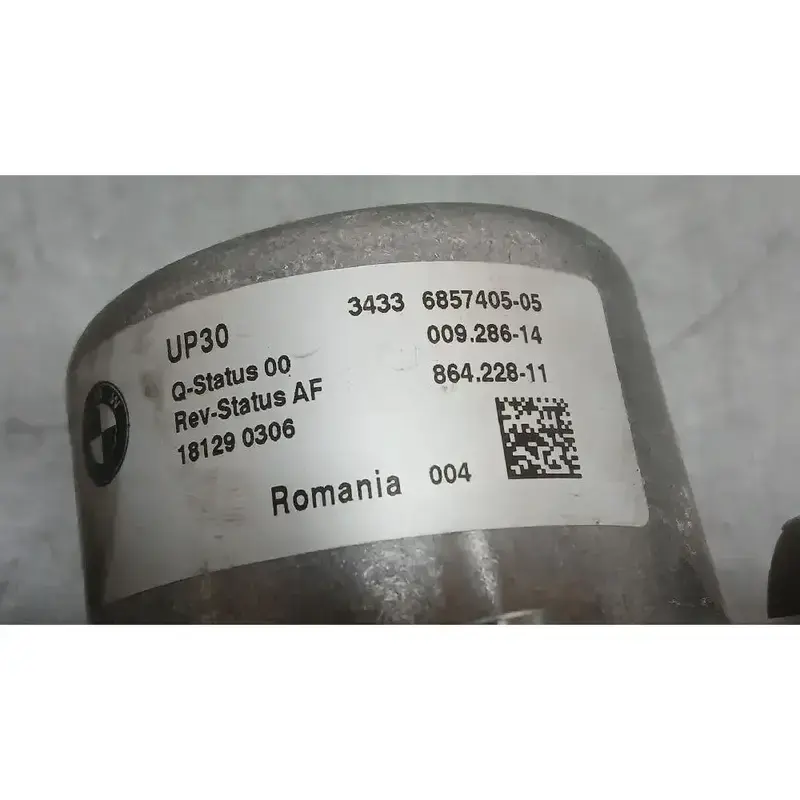 3433 6857405-05
UP30 009.286-14
Q-Status 00 864.228-11
Rev-Status AF
18129 0306
Romania 004